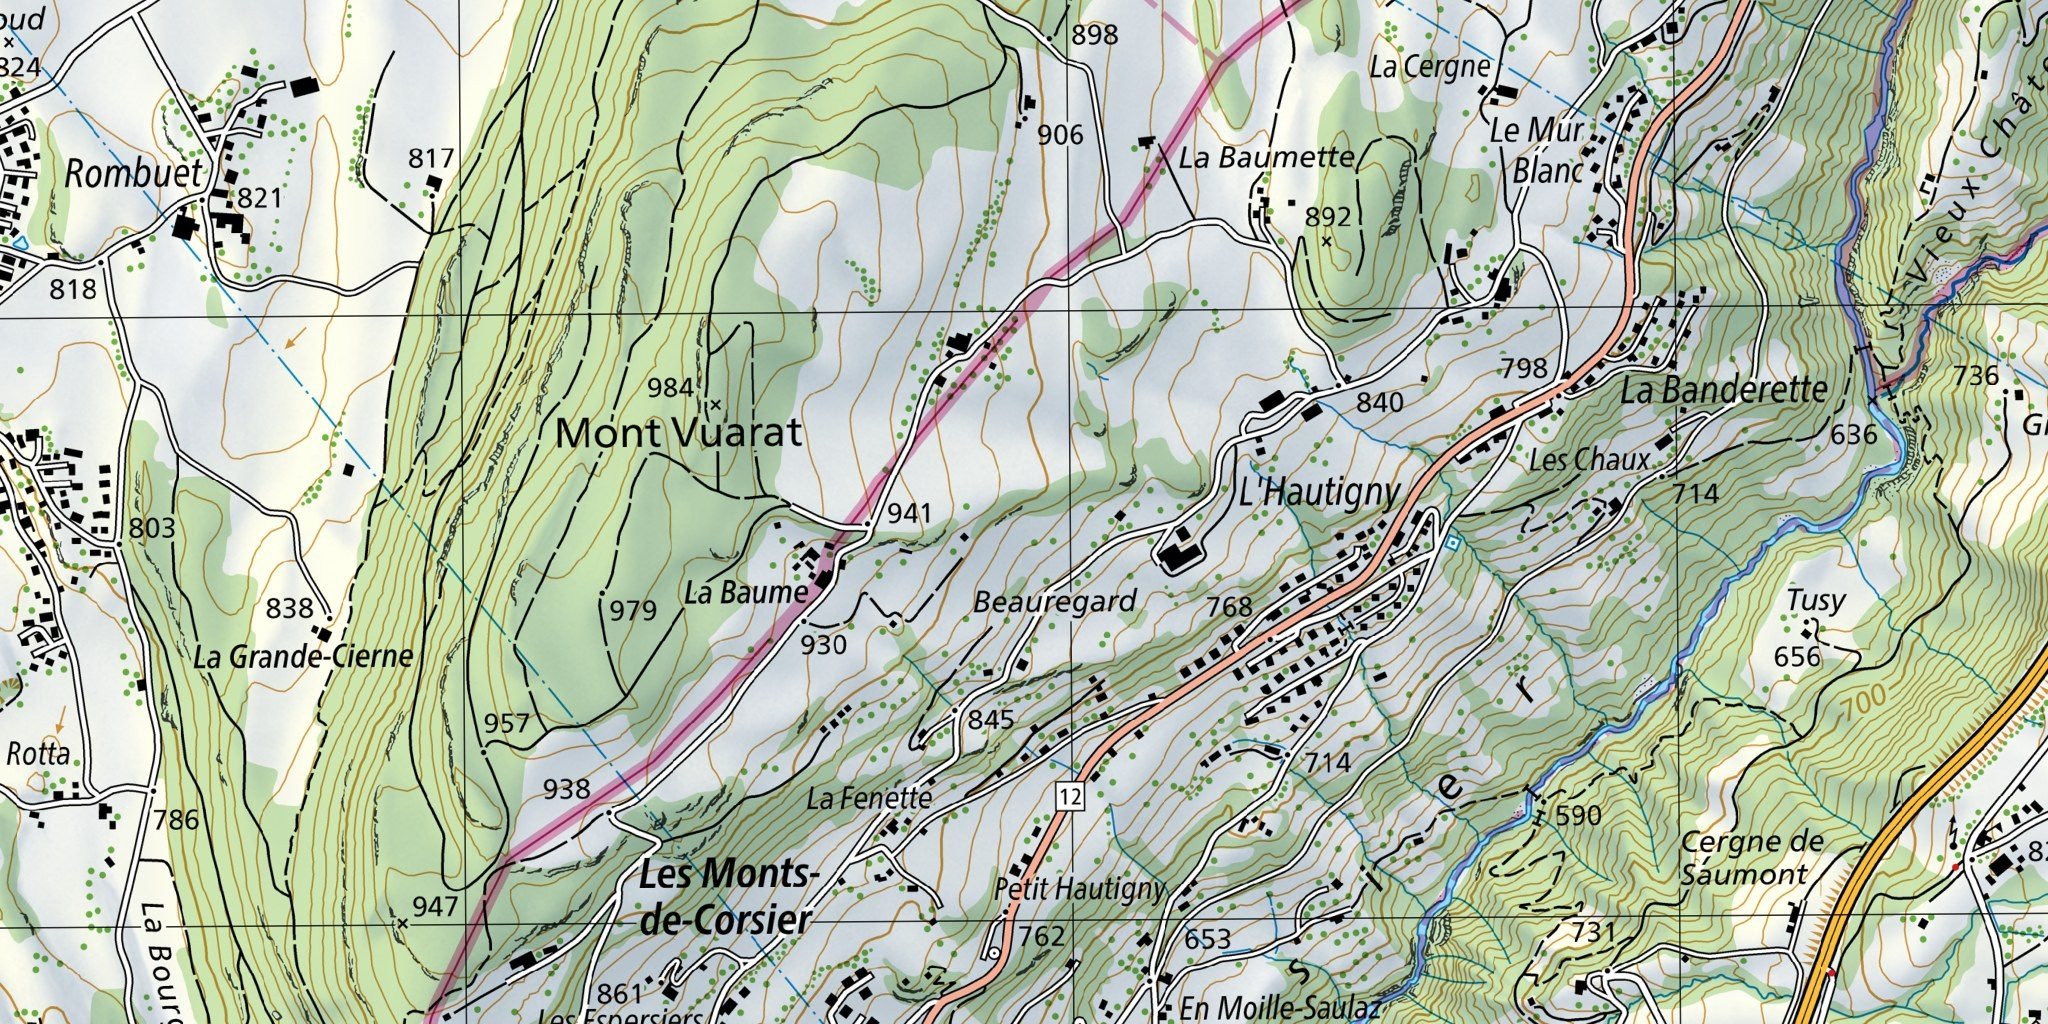 898
La Cergne
824
817
906
Le Mur
Blanc
La Baumette
Rombuet
821
892
Vieux
818
984
Mont Vuarat
798
736
La Banderette
840
636
Les Chaux
L'Hautigny
714
941
803
La Baume
979
Beauregard
768
Tusy
838
930
656
La Grande-Cierne
957
845
700
Rotta
714
938
La Fenette
12
590
786
Cergne de
Saumont
Les Monts-
de-Corsier
Petit Hautigny
947
762
653
731
861
En Moille-Saulaz
Les Espersiers